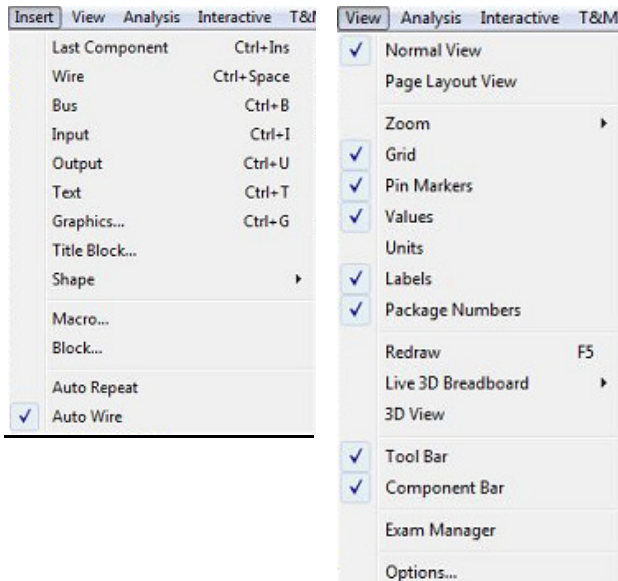 Insert View Analysis Interactive T&M
Last Component Ctrl+Ins
Wire Ctrl+Space
Bus Ctrl+B
Input Ctrl+I
Output Ctrl+U
Text Ctrl+T
Graphics... Ctrl+G
Title Block...
Shape
Macro...
Block...
Auto Repeat
Auto Wire
View Analysis Interactive T&M
Normal View
Page Layout View
Zoom
Grid
Pin Markers
Values
Units
Labels
Package Numbers
Redraw F5
Live 3D Breadboard
3D View
Tool Bar
Component Bar
Exam Manager
Options...